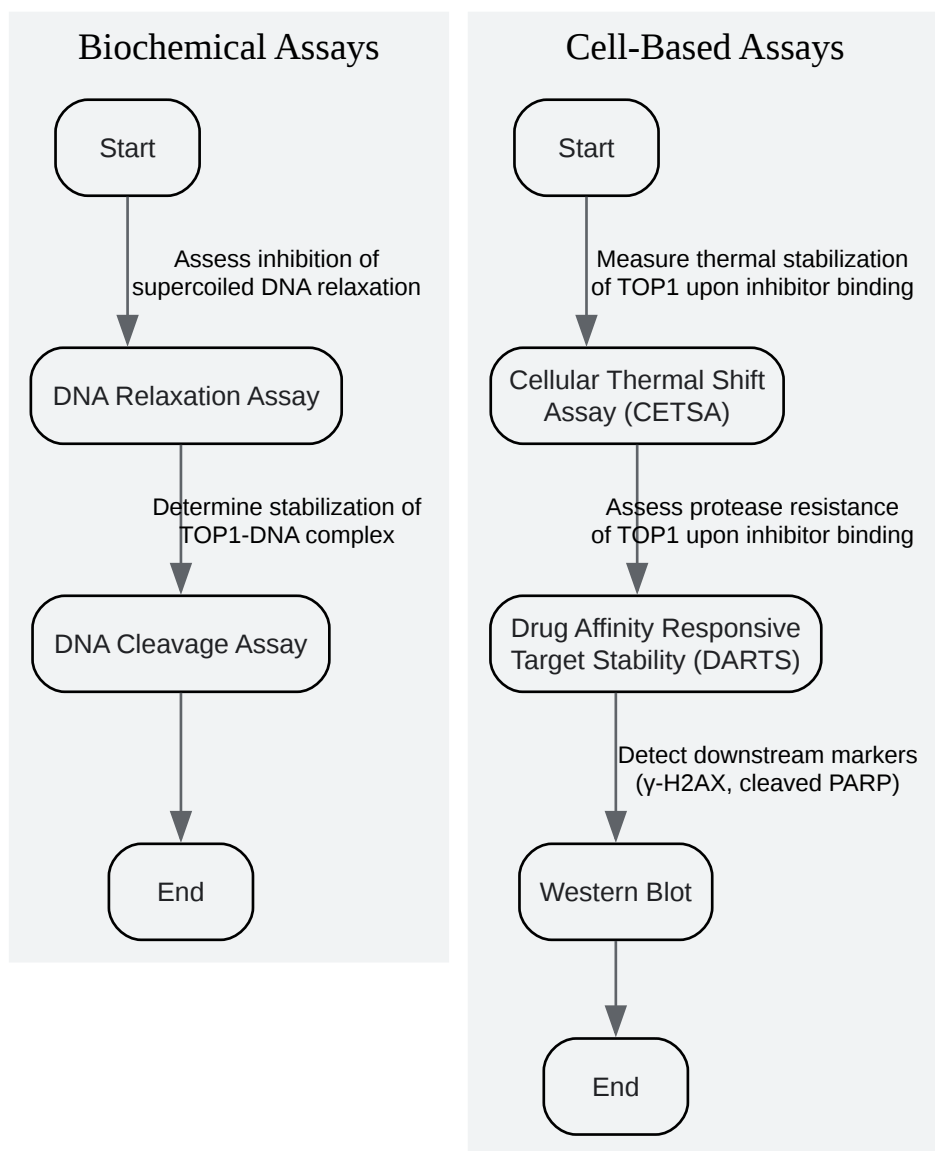 Biochemical Assays
Start
Assess inhibition of
supercoiled DNA relaxation
DNA Relaxation Assay
Determine stabilization of
TOP1-DNA complex
DNA Cleavage Assay
End
Cell-Based Assays
Start
Measure thermal stabilization
of TOP1 upon inhibitor binding
Cellular Thermal Shift
Assay (CETSA)
Assess protease resistance
of TOP1 upon inhibitor binding
Drug Affinity Responsive
Target Stability (DARTS)
Detect downstream markers
(γ-H2AX, cleaved PARP)
Western Blot
End